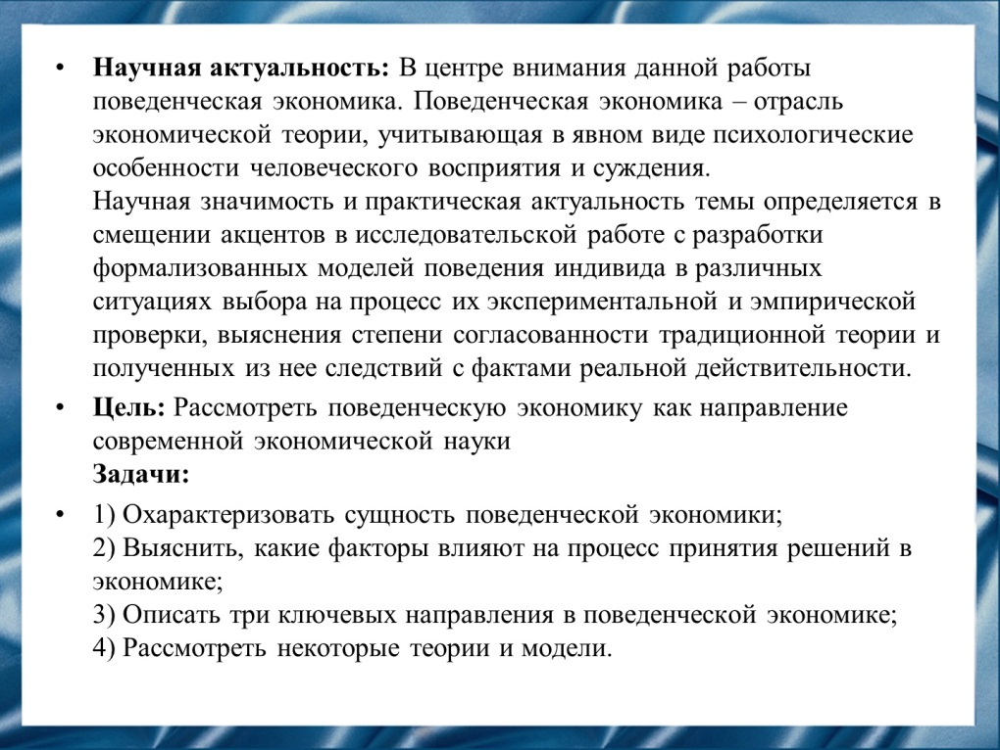 • Научная актуальность: В центре внимания данной работы
поведенческая экономика. Поведенческая экономика – отрасль
экономической теории, учитывающая в явном виде психологические
особенности человеческого восприятия и суждения.
Научная значимость и практическая актуальность темы определяется в
смещении акцентов в исследовательской работе с разработки
формализованных моделей поведения индивида в различных
ситуациях выбора на процесс их экспериментальной и эмпирической
проверки, выяснения степени согласованности традиционной теории и
полученных из нее следствий с фактами реальной действительности.
• Цель: Рассмотреть поведенческую экономику как направление
современной экономической науки
Задачи:
• 1) Охарактеризовать сущность поведенческой экономики;
2) Выяснить, какие факторы влияют на процесс принятия решений в
экономике;
3) Описать три ключевых направления в поведенческой экономике;
4) Рассмотреть некоторые теории и модели.